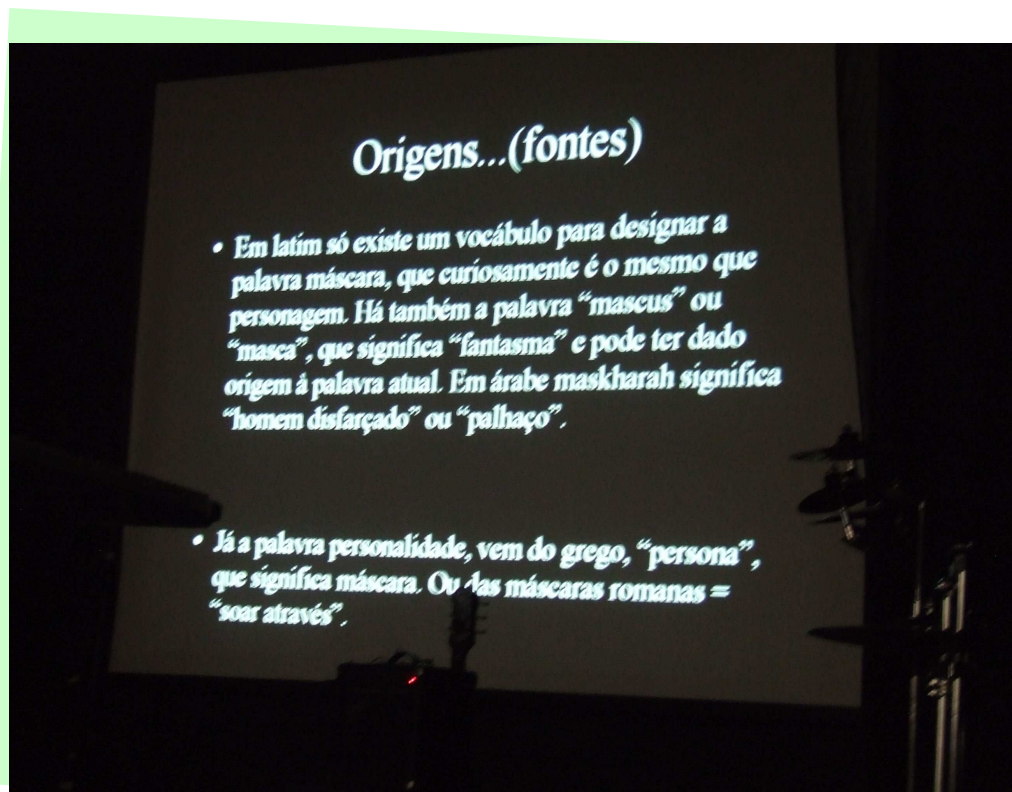 Origens...(fontes)
• Em latim só existe um vocábulo para designar a
palavra máscara, que curiosamente é o mesmo que
personagem. Há também a palavra “mascus” ou
“masca”, que significa “fantasma” e pode ter dado
origem à palavra atual. Em árabe maskharah significa
“homem disfarçado” ou “palhaço”.
• Já a palavra personalidade, vem do grego, “persona”,
que significa máscara. Ou das máscaras romanas =
“soar através”.